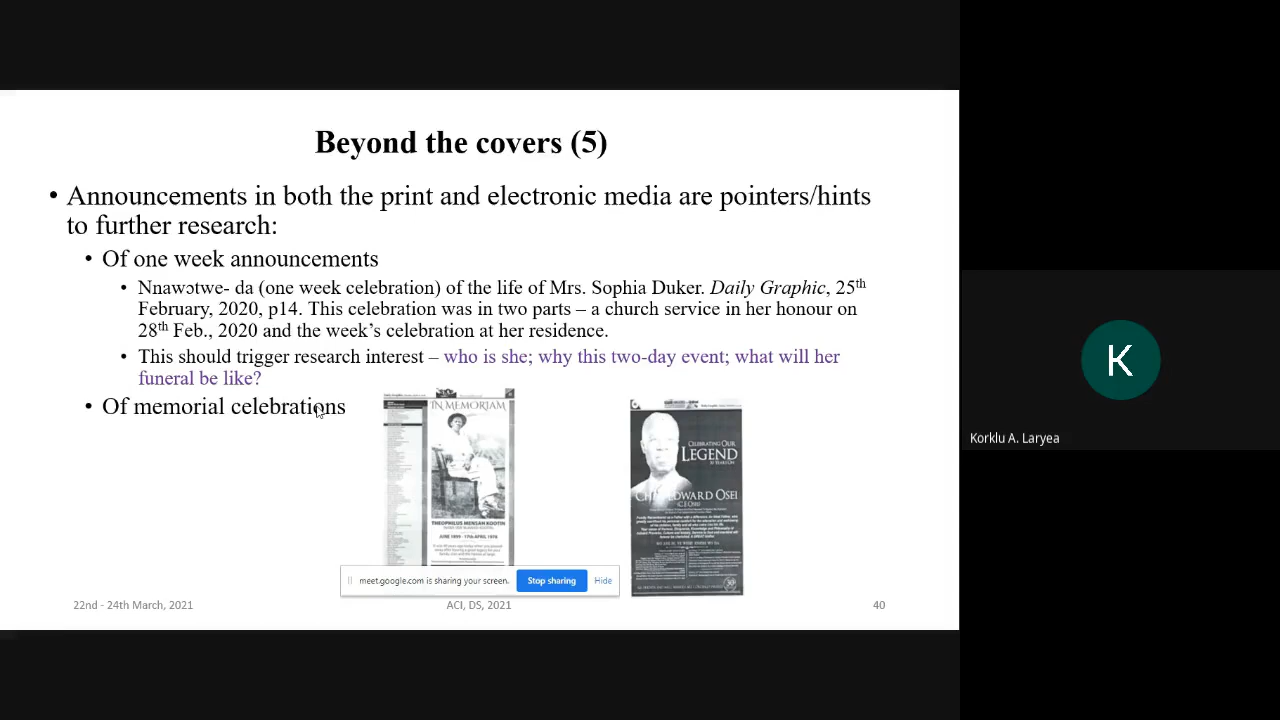 Beyond the covers (5)
• Announcements in both the print and electronic media are pointers/hints
to further research:
• Of one week announcements
• Nnawɔtwe- da (one week celebration) of the life of Mrs. Sophia Duker. Daily Graphic, 25th
February, 2020, p14. This celebration was in two parts – a church service in her honour on
28th Feb., 2020 and the week's celebration at her residence.
• This should trigger research interest – who is she; why this two-day event; what will her
funeral be like?
• Of memorial celebrations
IN MEMORIAM
THEOPHILUS MENSAH KOOTIN
CELEBRATING OUR
LEGEND
EDWARD OSEI
meet.google.com is sharing your screen.
Stop sharing
Hide
22nd - 24th March, 2021
ACI, DS, 2021
40
K
Korklu A. Laryea